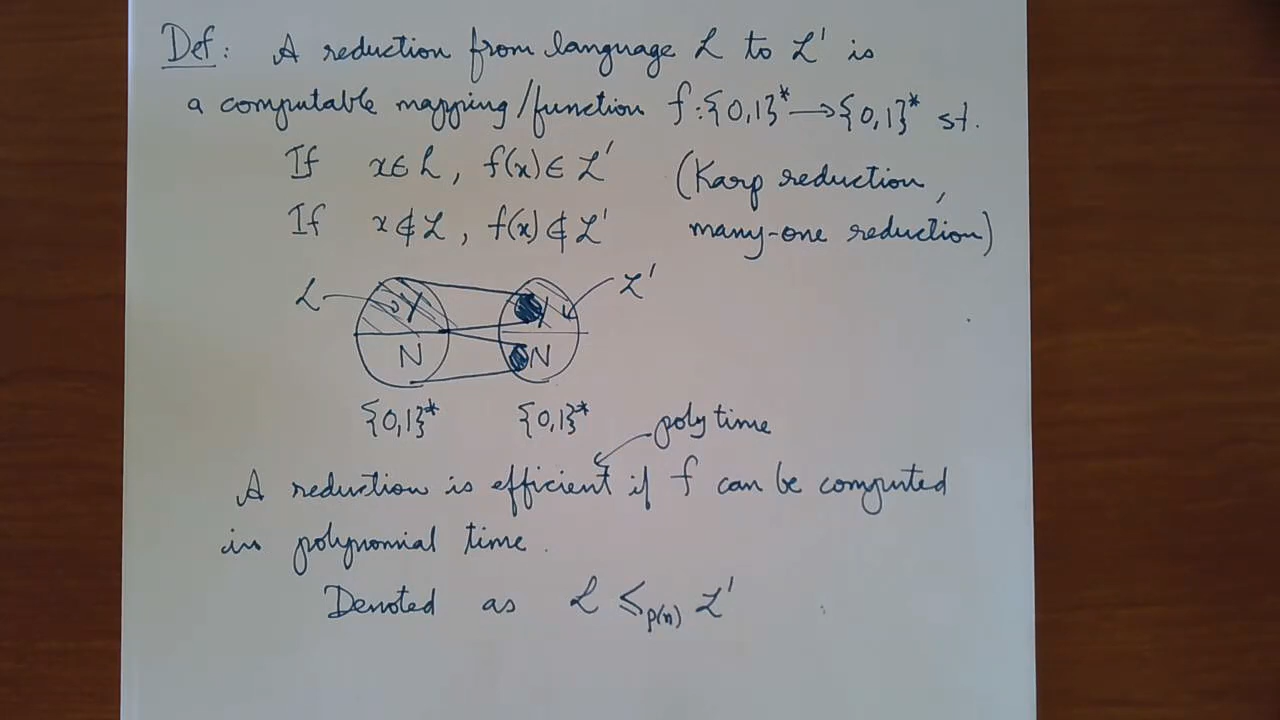 Def: A reduction from language L to L' is
a computable mapping/function f:{0,1}* → {0,1}* st.
If x ∈ L, f(x) ∈ L' (Karp reduction,
If x ∉ L, f(x) ∉ L' many-one reduction)
L Y Y L'
N N
{0,1}* {0,1}*
poly time
A reduction is efficient if f can be computed
in polynomial time.
Denoted as L ≤p(n) L'